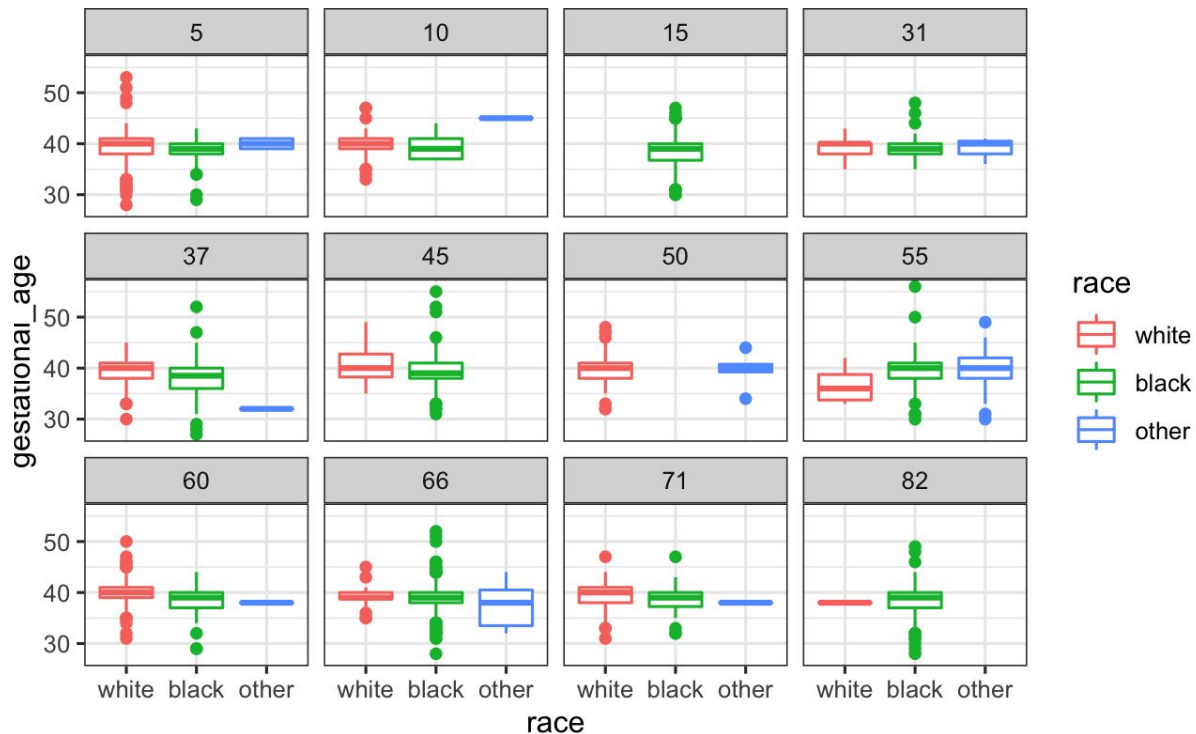 5 10 15 31
50
40
30
37 45 50 55
50
40
30
60 66 71 82
50
40
30
white black other white black other white black other white black other
race
gestational_age
race
white
black
other